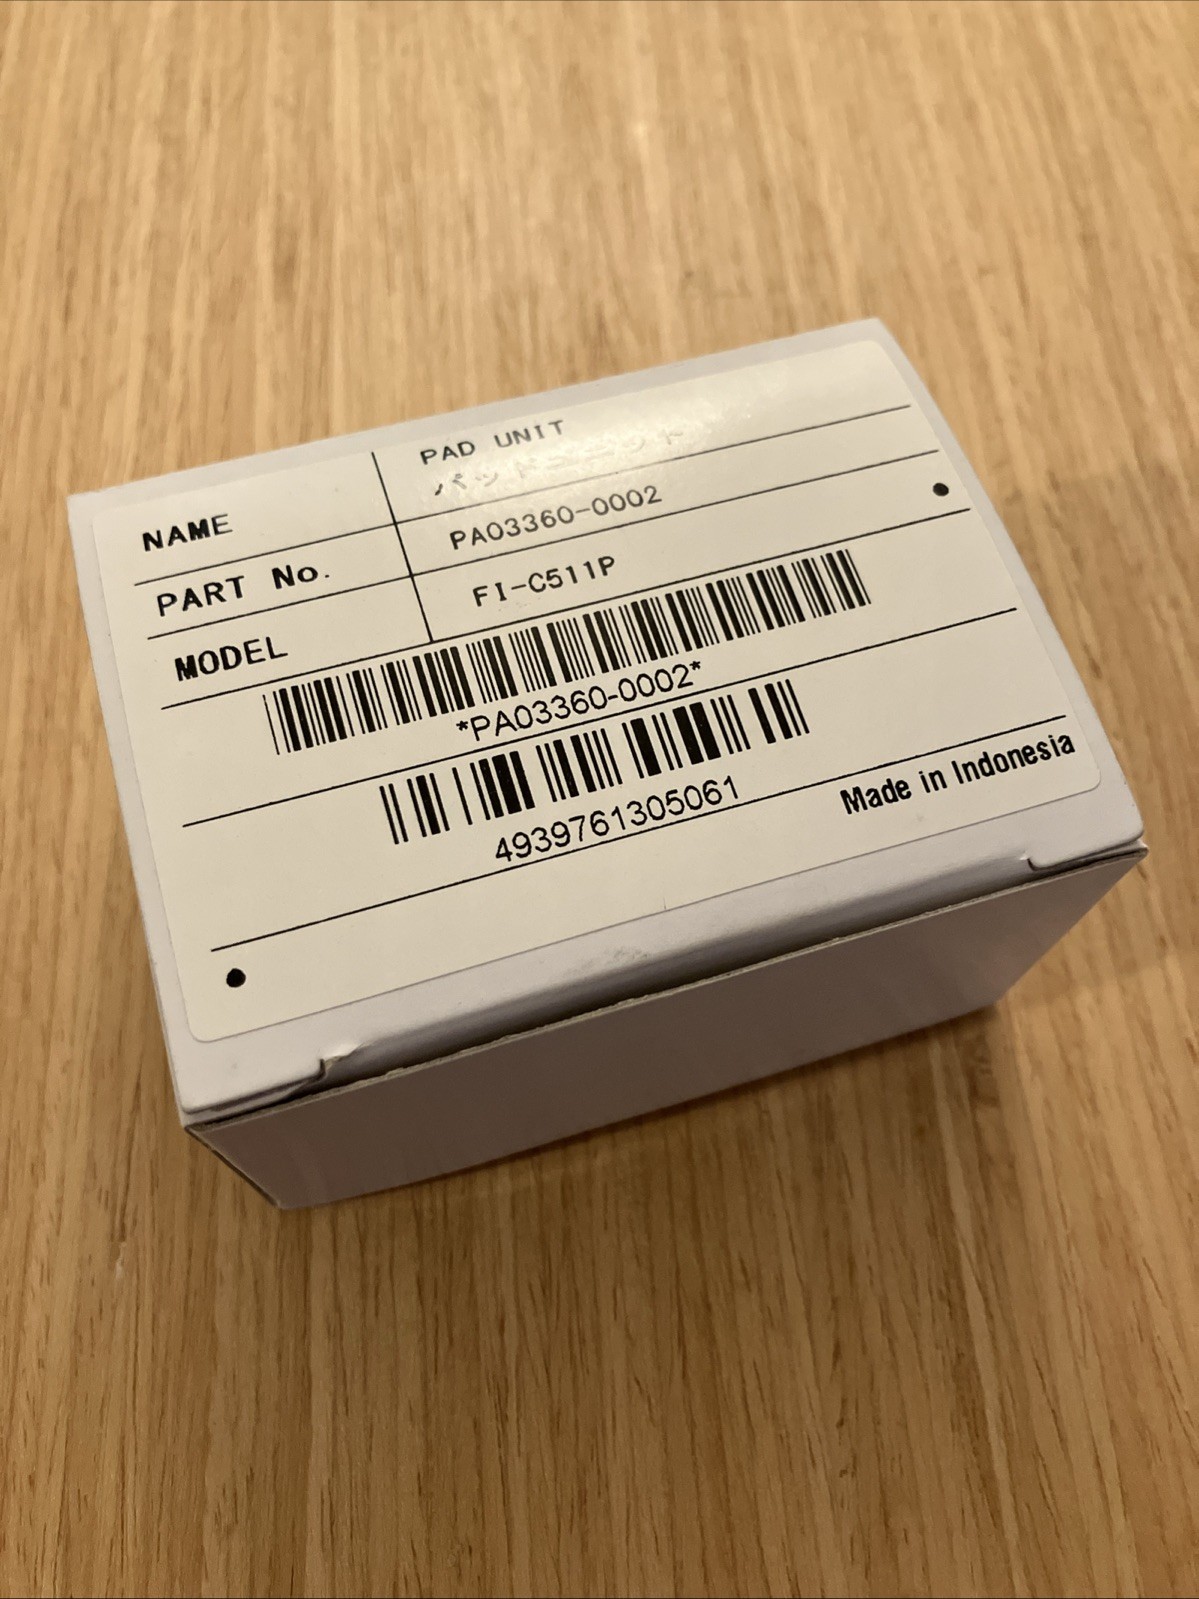 NAME PAD UNIT
パッドユニット
PART No. PA03360-0002
MODEL FI-C511P
*PA03360-0002*
4939761305061
Made in Indonesia